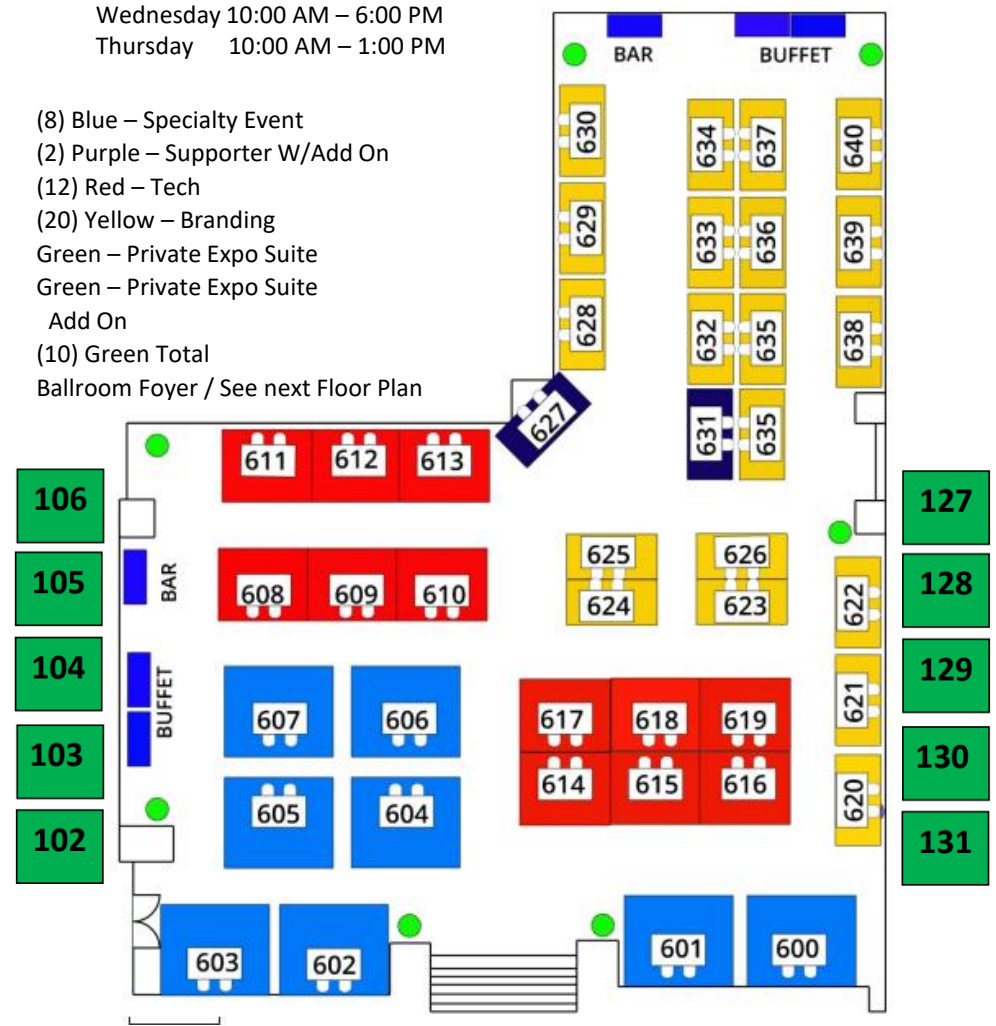 Wednesday 10:00 AM – 6:00 PM
Thursday 10:00 AM – 1:00 PM
(8) Blue – Specialty Event
(2) Purple – Supporter W/Add On
(12) Red – Tech
(20) Yellow – Branding
Green – Private Expo Suite
Green – Private Expo Suite
Add On
(10) Green Total
Ballroom Foyer / See next Floor Plan
BAR BUFFET
630 634 637 640
629 633 636 639
628 632 635 638
627 631 635
611 612 613
106 127
625 626
105 BAR 608 609 610 624 623 622 128
104 BUFFET 607 606 617 618 619 621 129
103 605 604 614 615 616 620 130
102 131
603 602 601 600